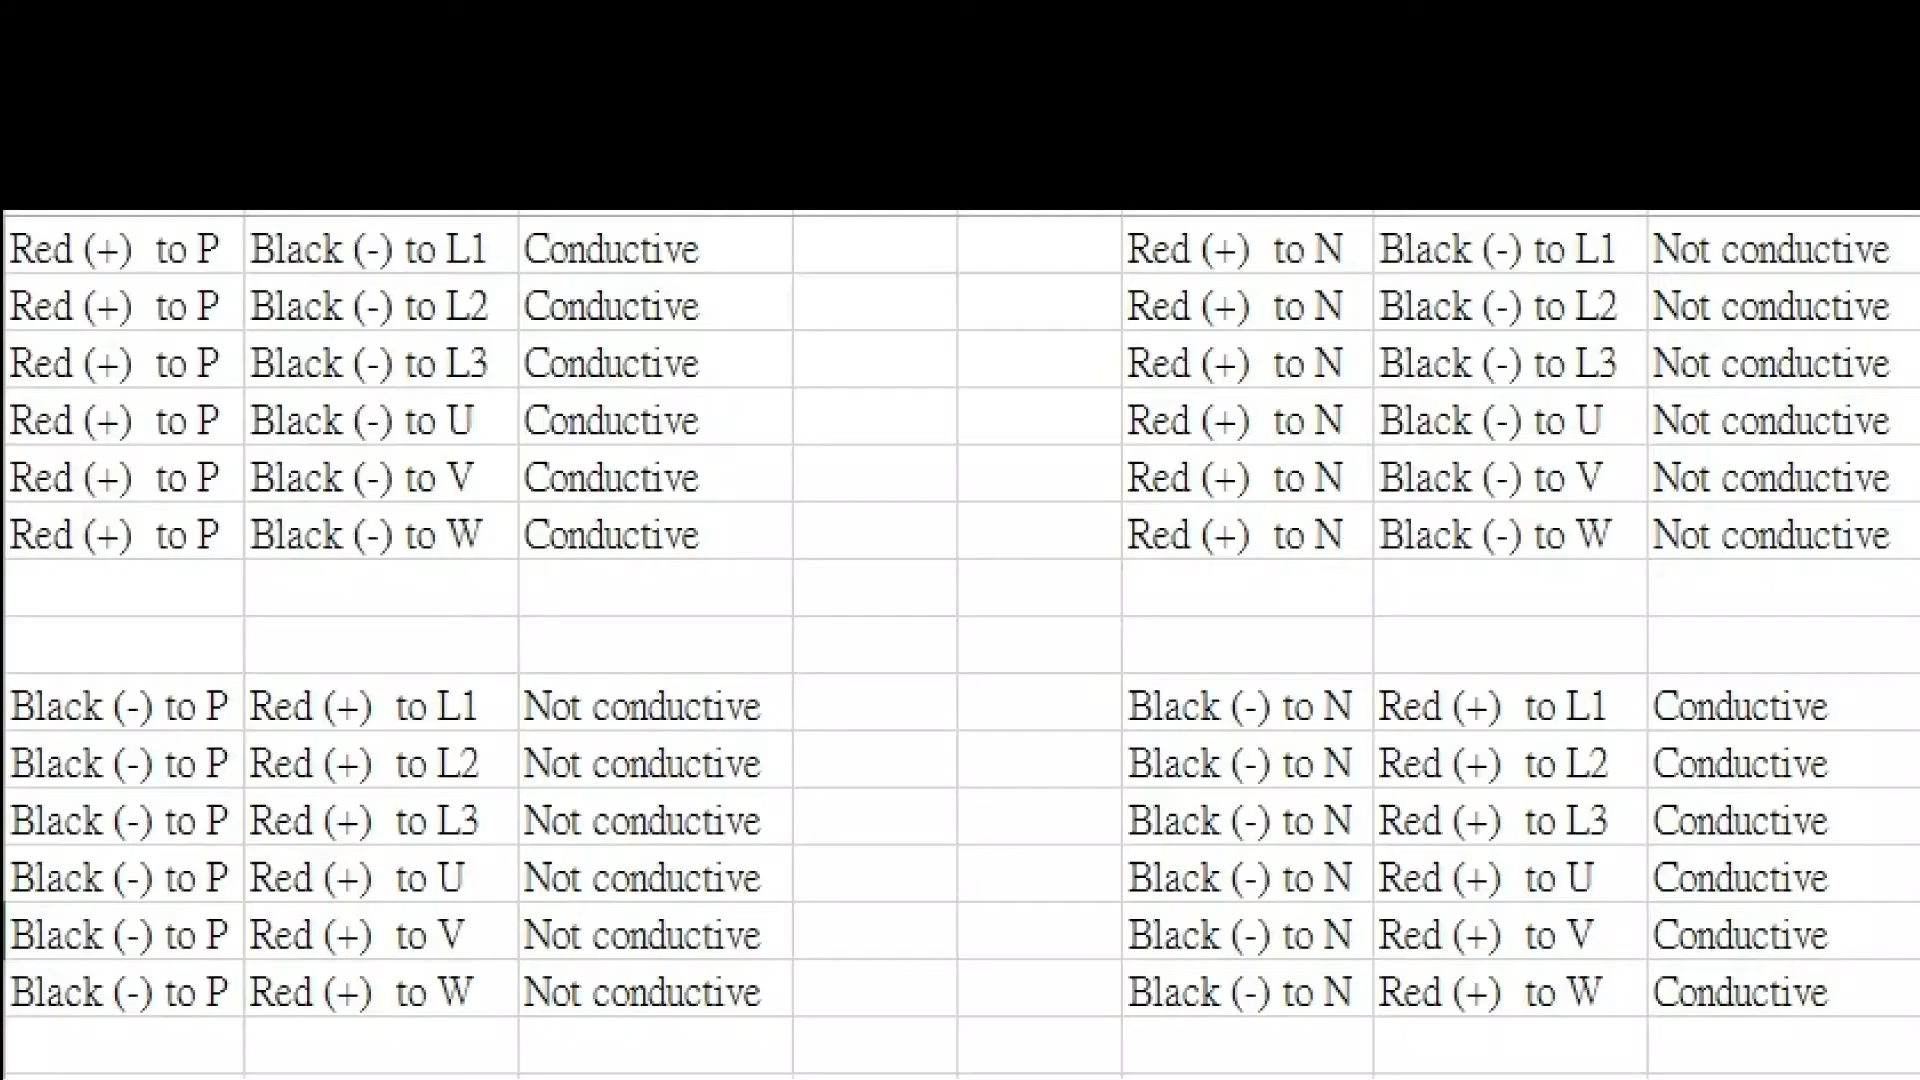 Red (+) to P Black (-) to L1 Conductive Red (+) to N Black (-) to L1 Not conductive
Red (+) to P Black (-) to L2 Conductive Red (+) to N Black (-) to L2 Not conductive
Red (+) to P Black (-) to L3 Conductive Red (+) to N Black (-) to L3 Not conductive
Red (+) to P Black (-) to U Conductive Red (+) to N Black (-) to U Not conductive
Red (+) to P Black (-) to V Conductive Red (+) to N Black (-) to V Not conductive
Red (+) to P Black (-) to W Conductive Red (+) to N Black (-) to W Not conductive
Black (-) to P Red (+) to L1 Not conductive Black (-) to N Red (+) to L1 Conductive
Black (-) to P Red (+) to L2 Not conductive Black (-) to N Red (+) to L2 Conductive
Black (-) to P Red (+) to L3 Not conductive Black (-) to N Red (+) to L3 Conductive
Black (-) to P Red (+) to U Not conductive Black (-) to N Red (+) to U Conductive
Black (-) to P Red (+) to V Not conductive Black (-) to N Red (+) to V Conductive
Black (-) to P Red (+) to W Not conductive Black (-) to N Red (+) to W Conductive